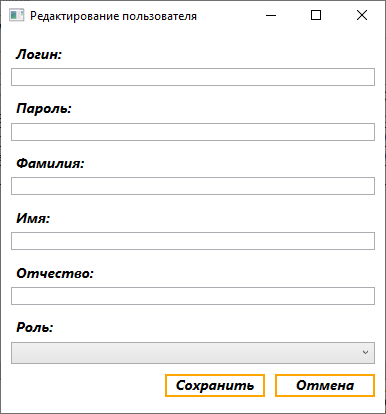 Редактирование пользователя
Логин:
Пароль:
Фамилия:
Имя:
Отчество:
Роль:
Сохранить Отмена